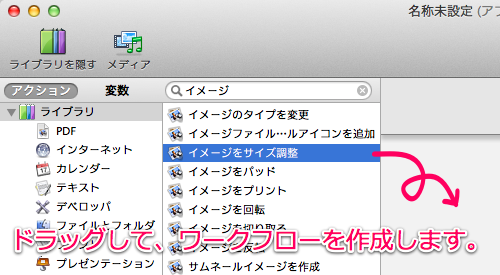 名称未設定 (ア
ライブラリを隠す メディア
アクション 変数 イメージ
ライブラリ
PDF
インターネット
カレンダー
テキスト
デベロッパ
ファイルとフォルダ
プレゼンテーション
イメージのタイプを変更
イメージファイル…ルアイコンを追加
イメージをサイズ調整
イメージをパッド
イメージをプリント
イメージを回転
イメージを切り取る
サムネールイメージを作成
ドラッグして、ワークフローを作成します。